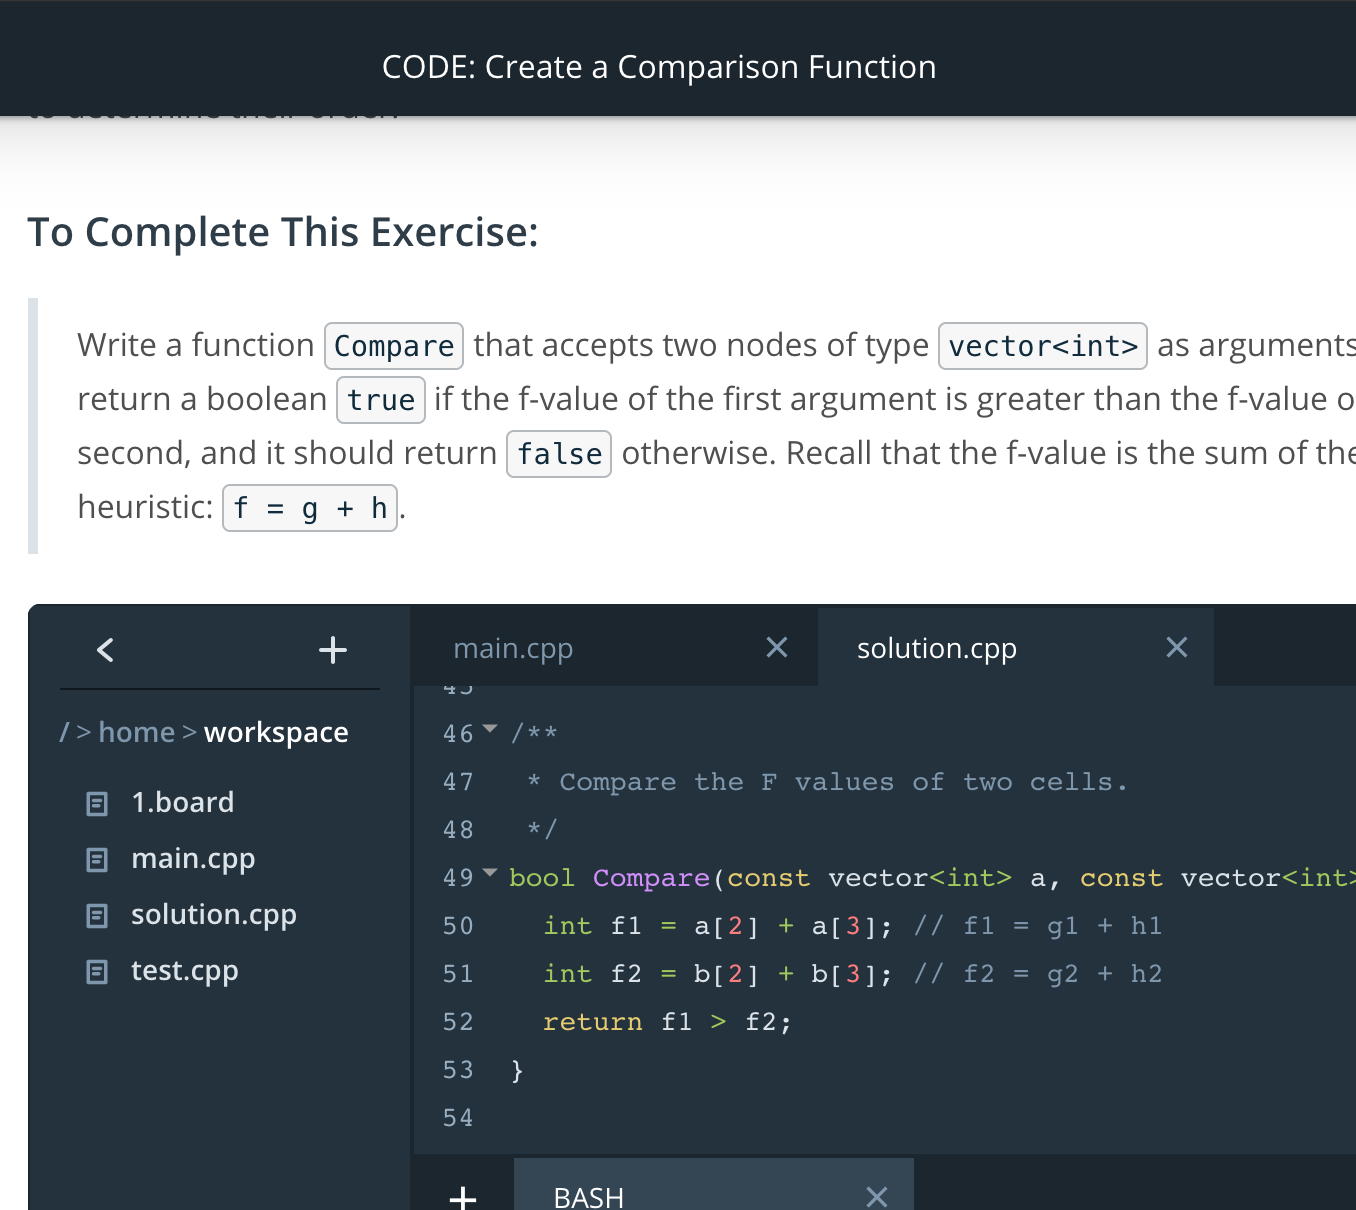 CODE: Create a Comparison Function
to determine their order.
To Complete This Exercise:
Write a function Compare that accepts two nodes of type vector<int> as arguments
return a boolean true if the f-value of the first argument is greater than the f-value o
second, and it should return false otherwise. Recall that the f-value is the sum of the
heuristic: f = g + h.
main.cpp
solution.cpp
/ > home > workspace
1.board
main.cpp
solution.cpp
test.cpp
45
46 /**
47 * Compare the F values of two cells.
48 */
49 bool Compare(const vector<int> a, const vector<int>
50 int f1 = a[2] + a[3]; // f1 = g1 + h1
51 int f2 = b[2] + b[3]; // f2 = g2 + h2
52 return f1 > f2;
53 }
54
BASH